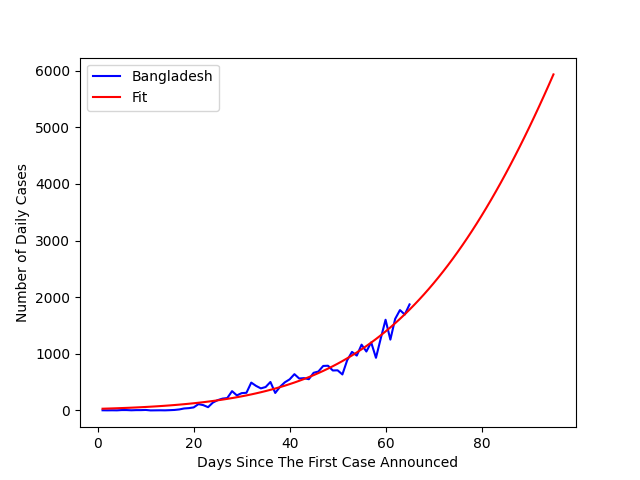 Bangladesh
Fit
6000
5000
4000
3000
2000
1000
0
Number of Daily Cases
0 20 40 60 80
Days Since The First Case Announced